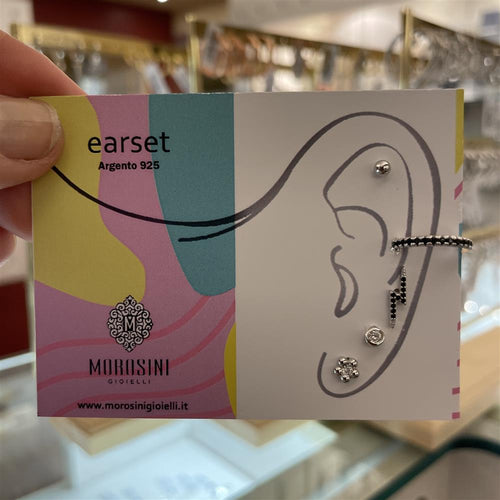 earset
Argento 925
M
MOROSINI
GIOIELLI
www.morosinigioielli.it